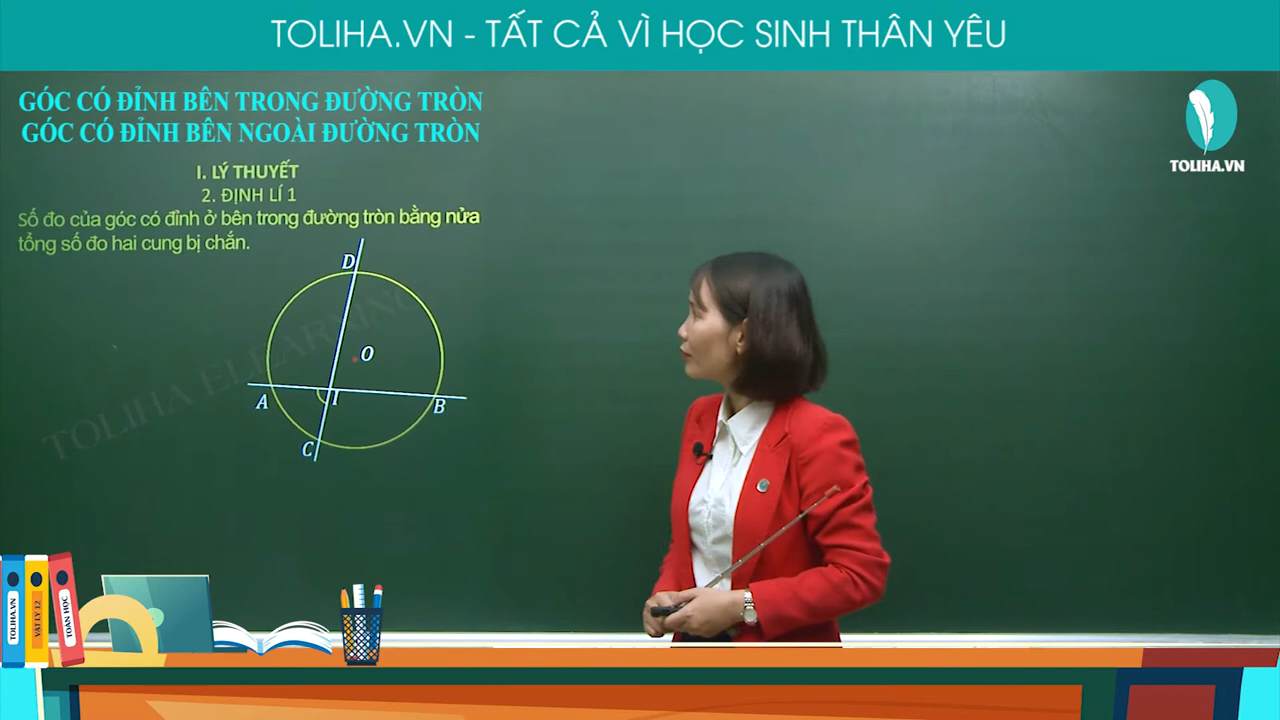 TOLIHA.VN - TẤT CẢ VÌ HỌC SINH THÂN YÊU
GÓC CÓ ĐỈNH BÊN TRONG ĐƯỜNG TRÒN
GÓC CÓ ĐỈNH BÊN NGOÀI ĐƯỜNG TRÒN
TOLIHA.VN
I. LÝ THUYẾT
2. ĐỊNH LÍ 1
Số đo của góc có đỉnh ở bên trong đường tròn bằng nửa
tổng số đo hai cung bị chắn.
D
O
A
I
B
C
TOLIHA ELEARNING
TOLIHA.VN
VẬT LÝ 12
TOÁN HỌC